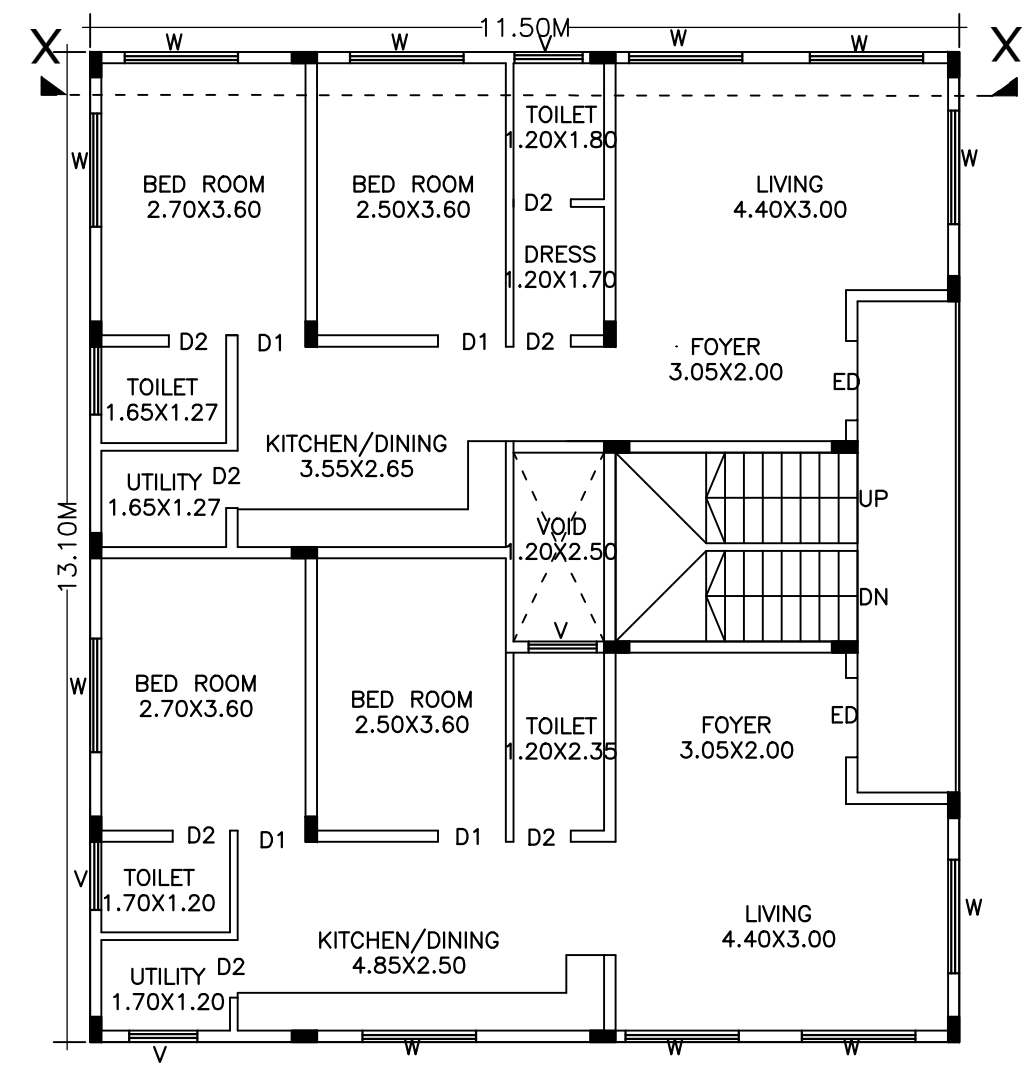 11.50M
X
W
W
V
W
W
X
TOILET
1.20X1.80
W
W
BED ROOM
2.70X3.60
BED ROOM
2.50X3.60
LIVING
4.40X3.00
D2
DRESS
1.20X1.70
D2
D1
D1
D2
FOYER
3.05X2.00
ED
TOILET
1.65X1.27
KITCHEN/DINING
3.55X2.65
UTILITY
1.65X1.27
D2
UP
VOID
1.20X2.50
13.10M
DN
V
W
BED ROOM
2.70X3.60
BED ROOM
2.50X3.60
TOILET
1.20X2.35
FOYER
3.05X2.00
ED
D2
D1
D1
D2
V
TOILET
1.70X1.20
W
LIVING
4.40X3.00
KITCHEN/DINING
4.85X2.50
UTILITY
1.70X1.20
D2
V
W
W
W